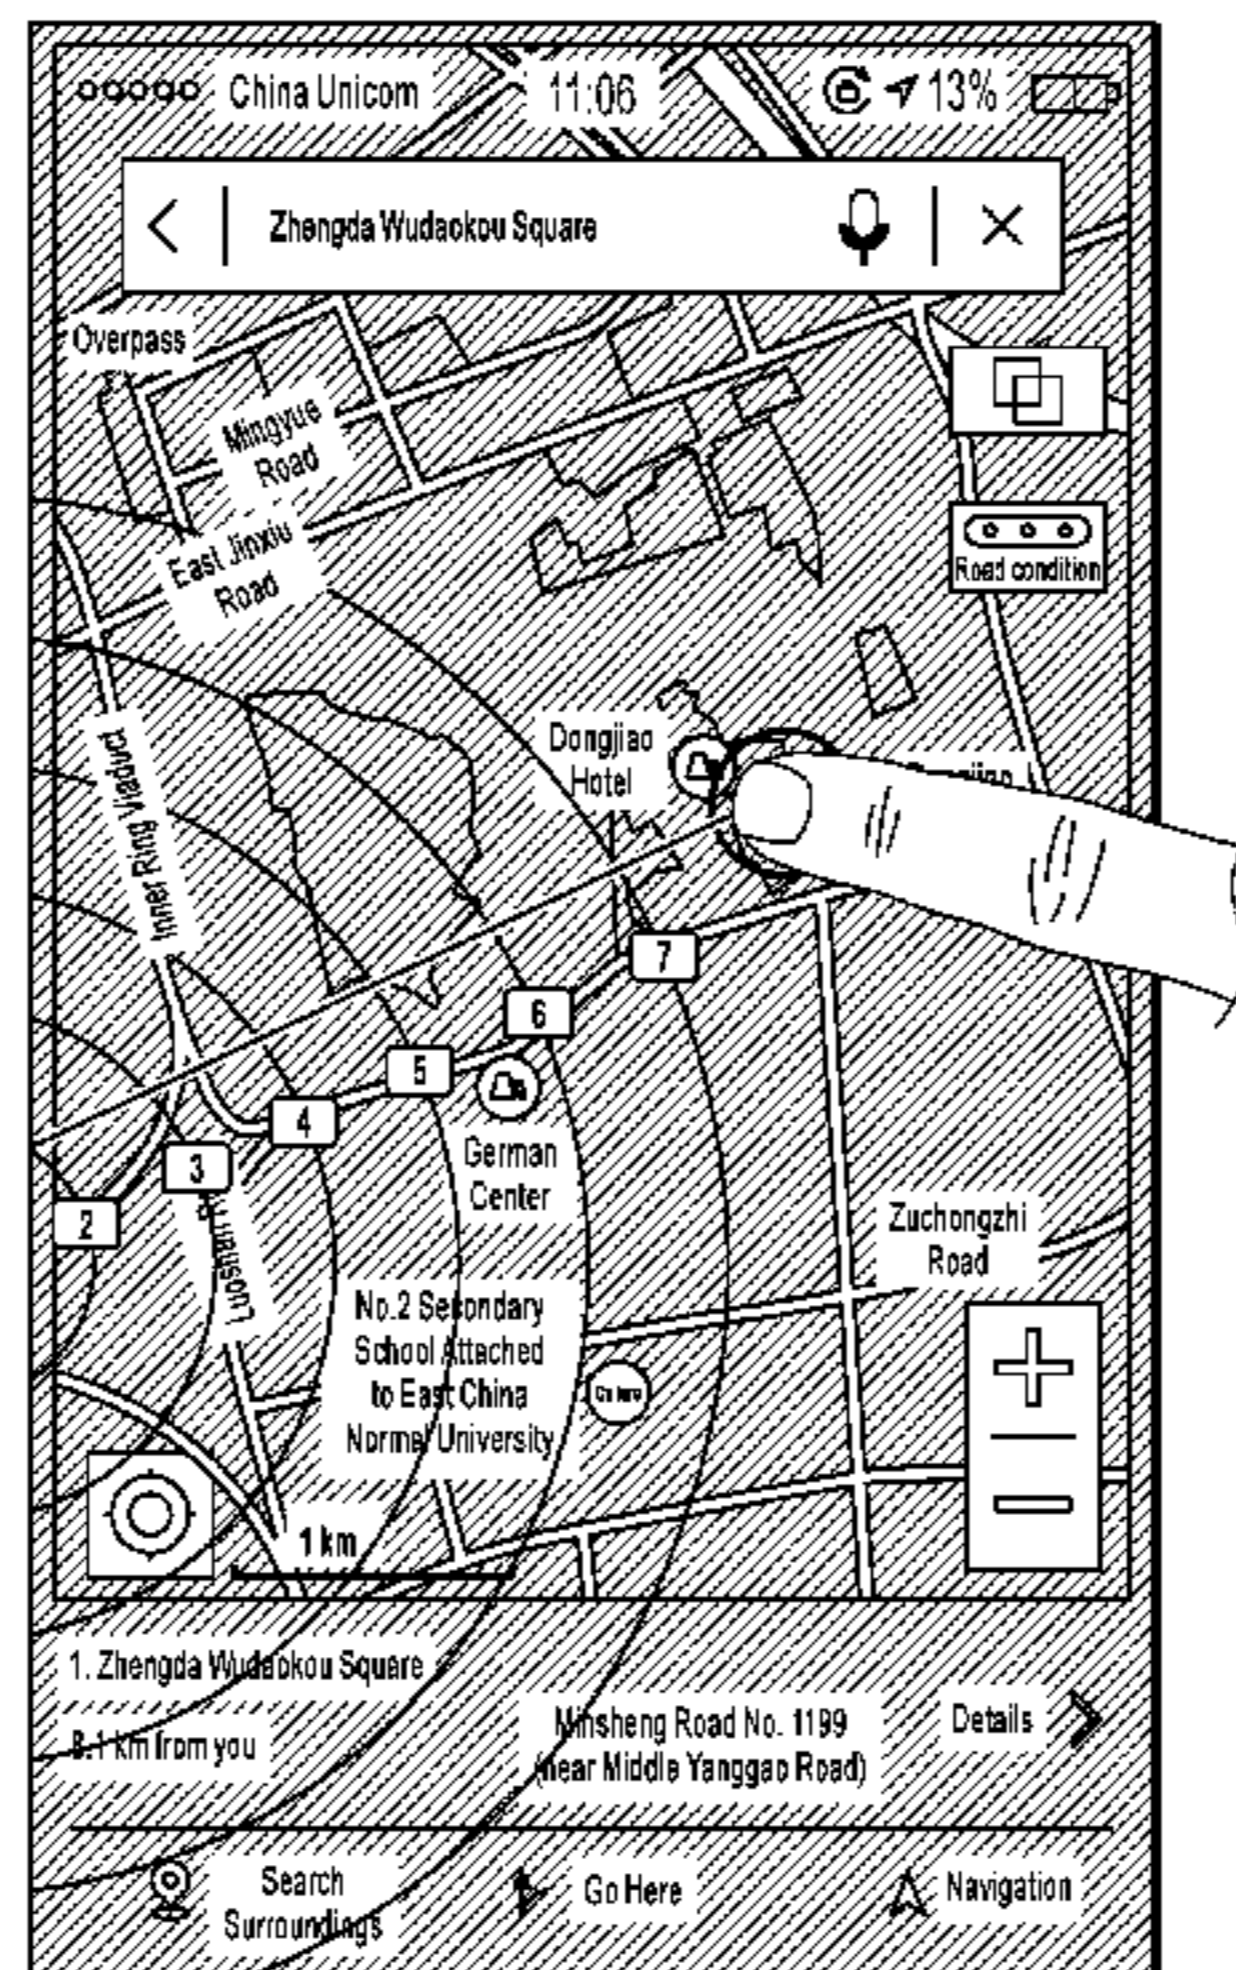 China Unicom
11:06
13%
Zhengda Wudaokou Square
Overpass
Mingyue
Road
East Jinxiu
Road
Road condition
Inner Ring Viaduct
Dongjiao
Hotel
7
6
5
4
3
2
German
Center
Zuchongzhi
Road
No.2 Secondary
School Attached
to East China
Normal University
1 km
1. Zhengda Wudaokou Square
8.1 km from you
Minsheng Road No. 1199
(near Middle Yanggao Road)
Details
Search
Surroundings
Go Here
Navigation